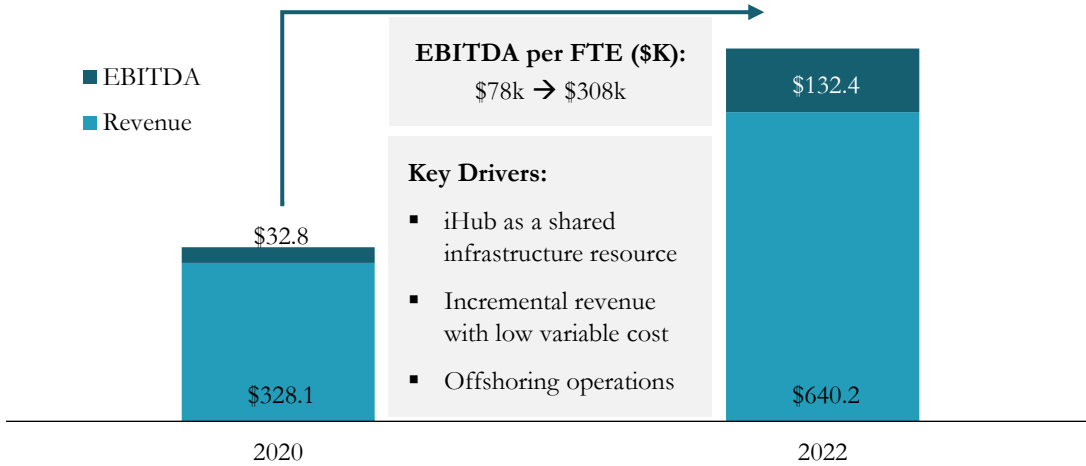 EBITDA
Revenue
EBITDA per FTE ($K):
$78k → $308k
Key Drivers:
▪ iHub as a shared
infrastructure resource
▪ Incremental revenue
with low variable cost
▪ Offshoring operations
$32.8
$328.1
$132.4
$640.2
2020
2022